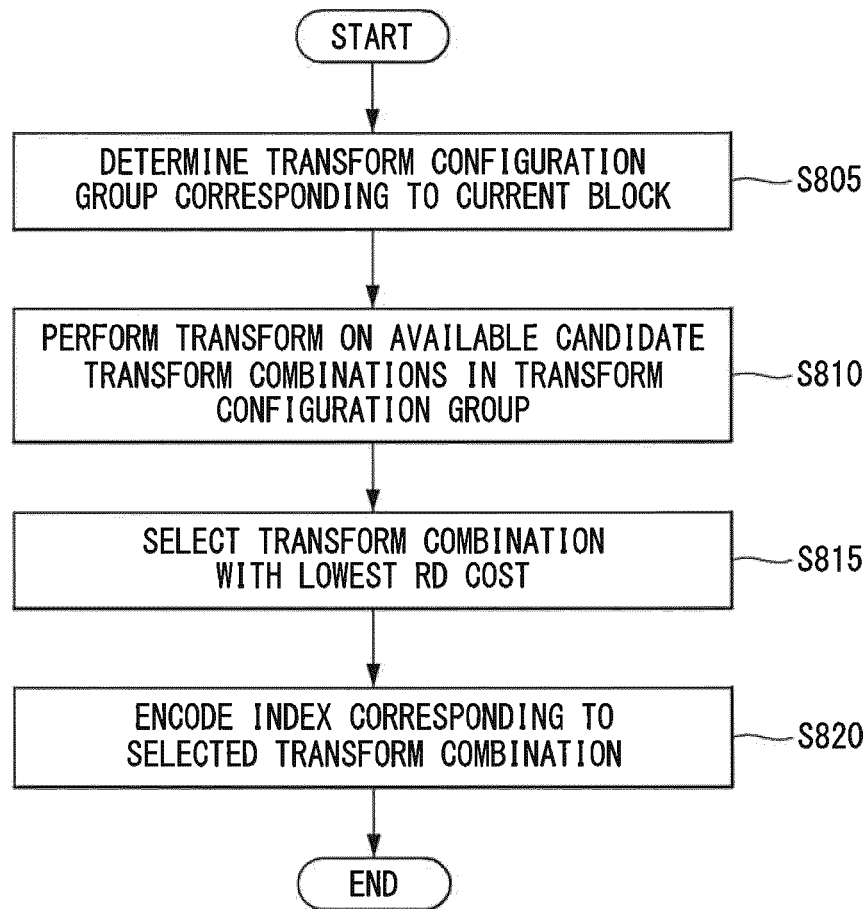 START
DETERMINE TRANSFORM CONFIGURATION
GROUP CORRESPONDING TO CURRENT BLOCK
S805
PERFORM TRANSFORM ON AVAILABLE CANDIDATE
TRANSFORM COMBINATIONS IN TRANSFORM
CONFIGURATION GROUP
S810
SELECT TRANSFORM COMBINATION
WITH LOWEST RD COST
S815
ENCODE INDEX CORRESPONDING TO
SELECTED TRANSFORM COMBINATION
S820
END